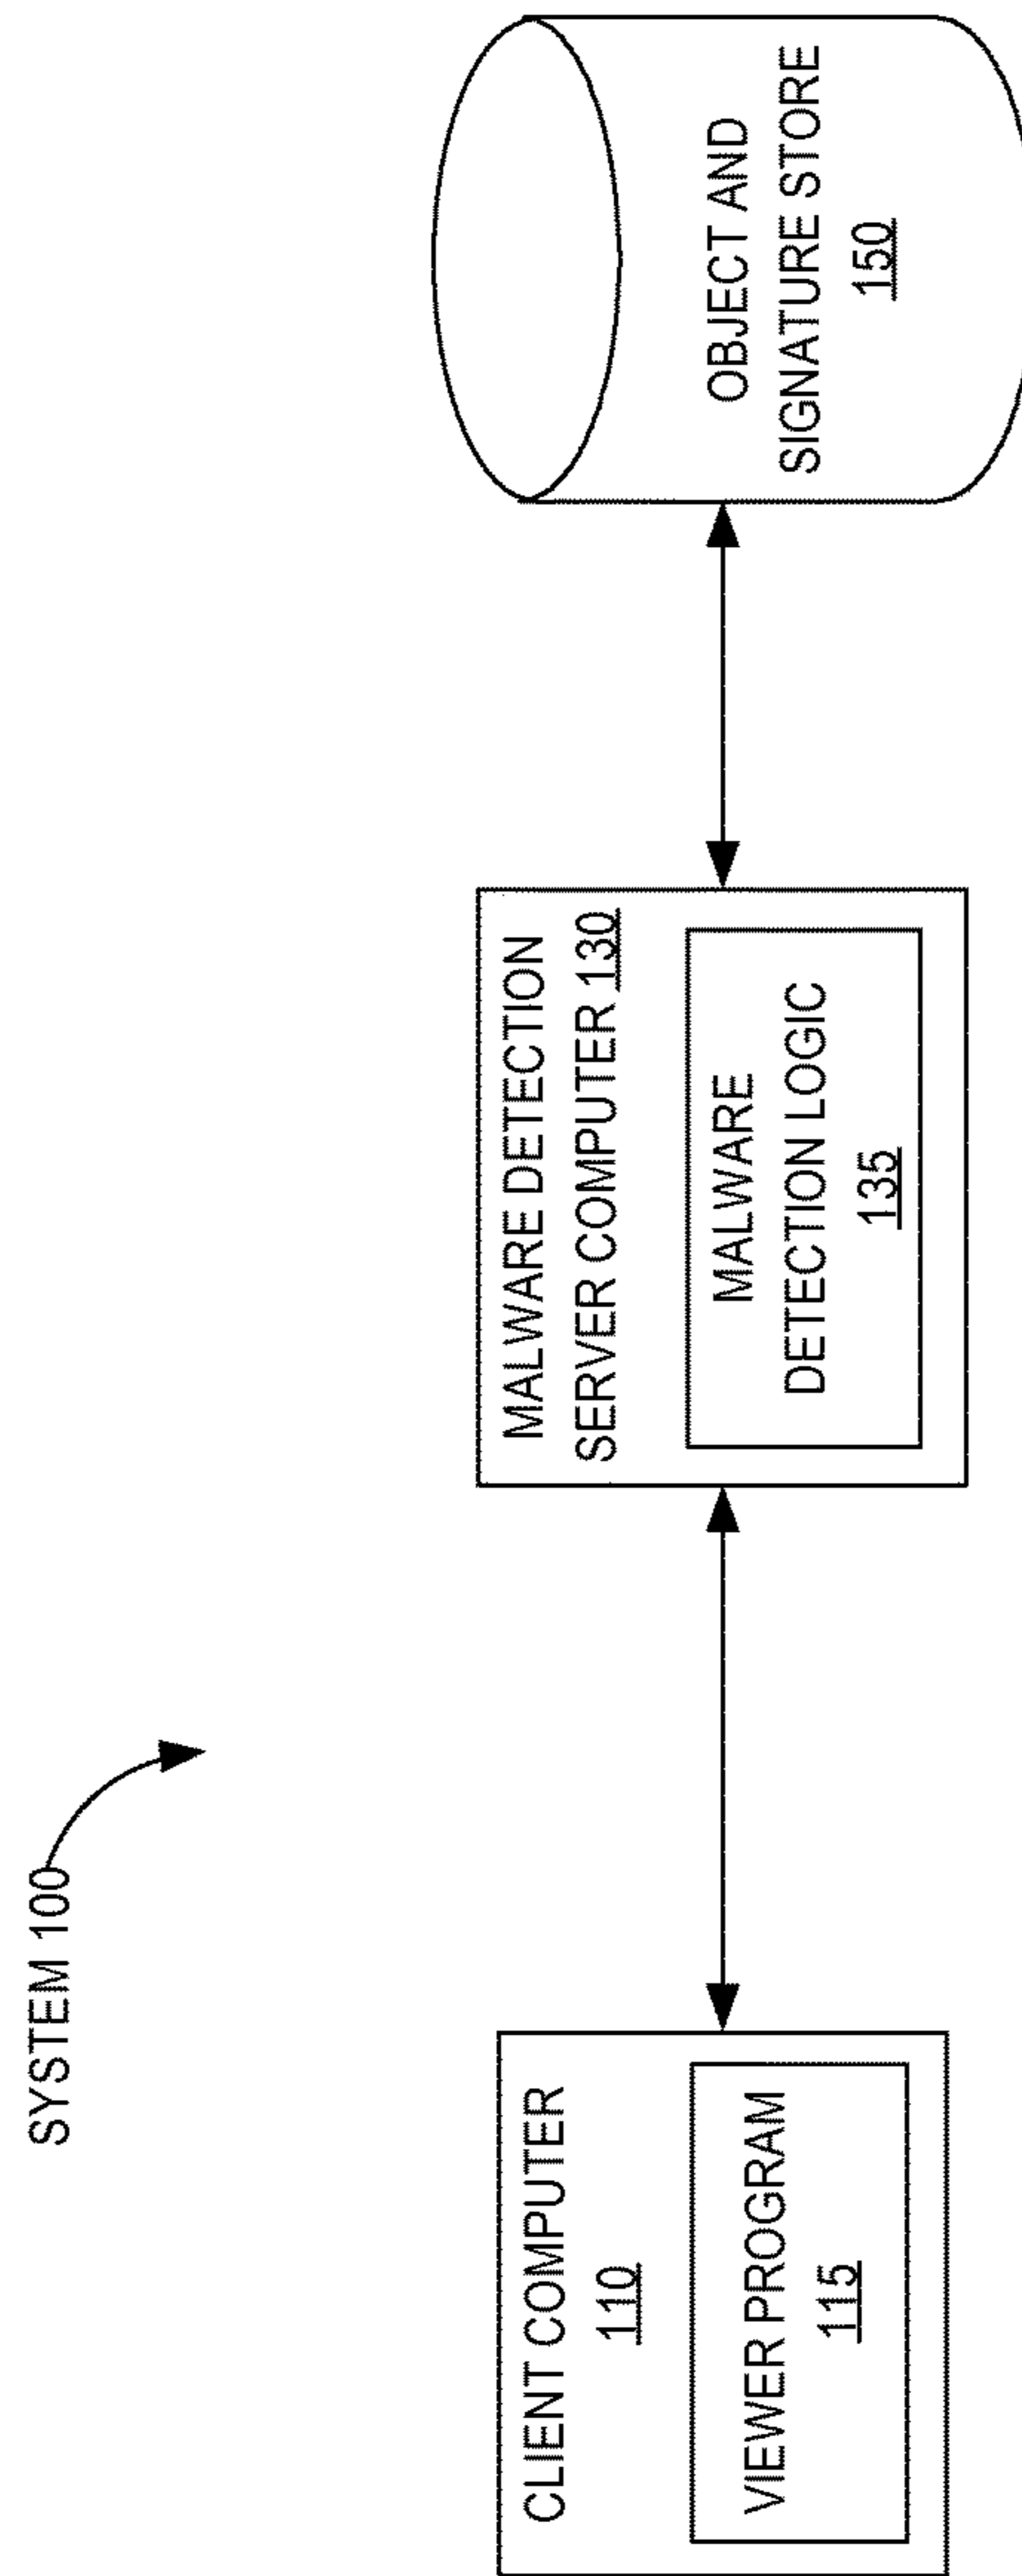 SYSTEM 100
CLIENT COMPUTER
110
VIEWER PROGRAM
115
MALWARE DETECTION
SERVER COMPUTER 130
MALWARE
DETECTION LOGIC
135
OBJECT AND
SIGNATURE STORE
150